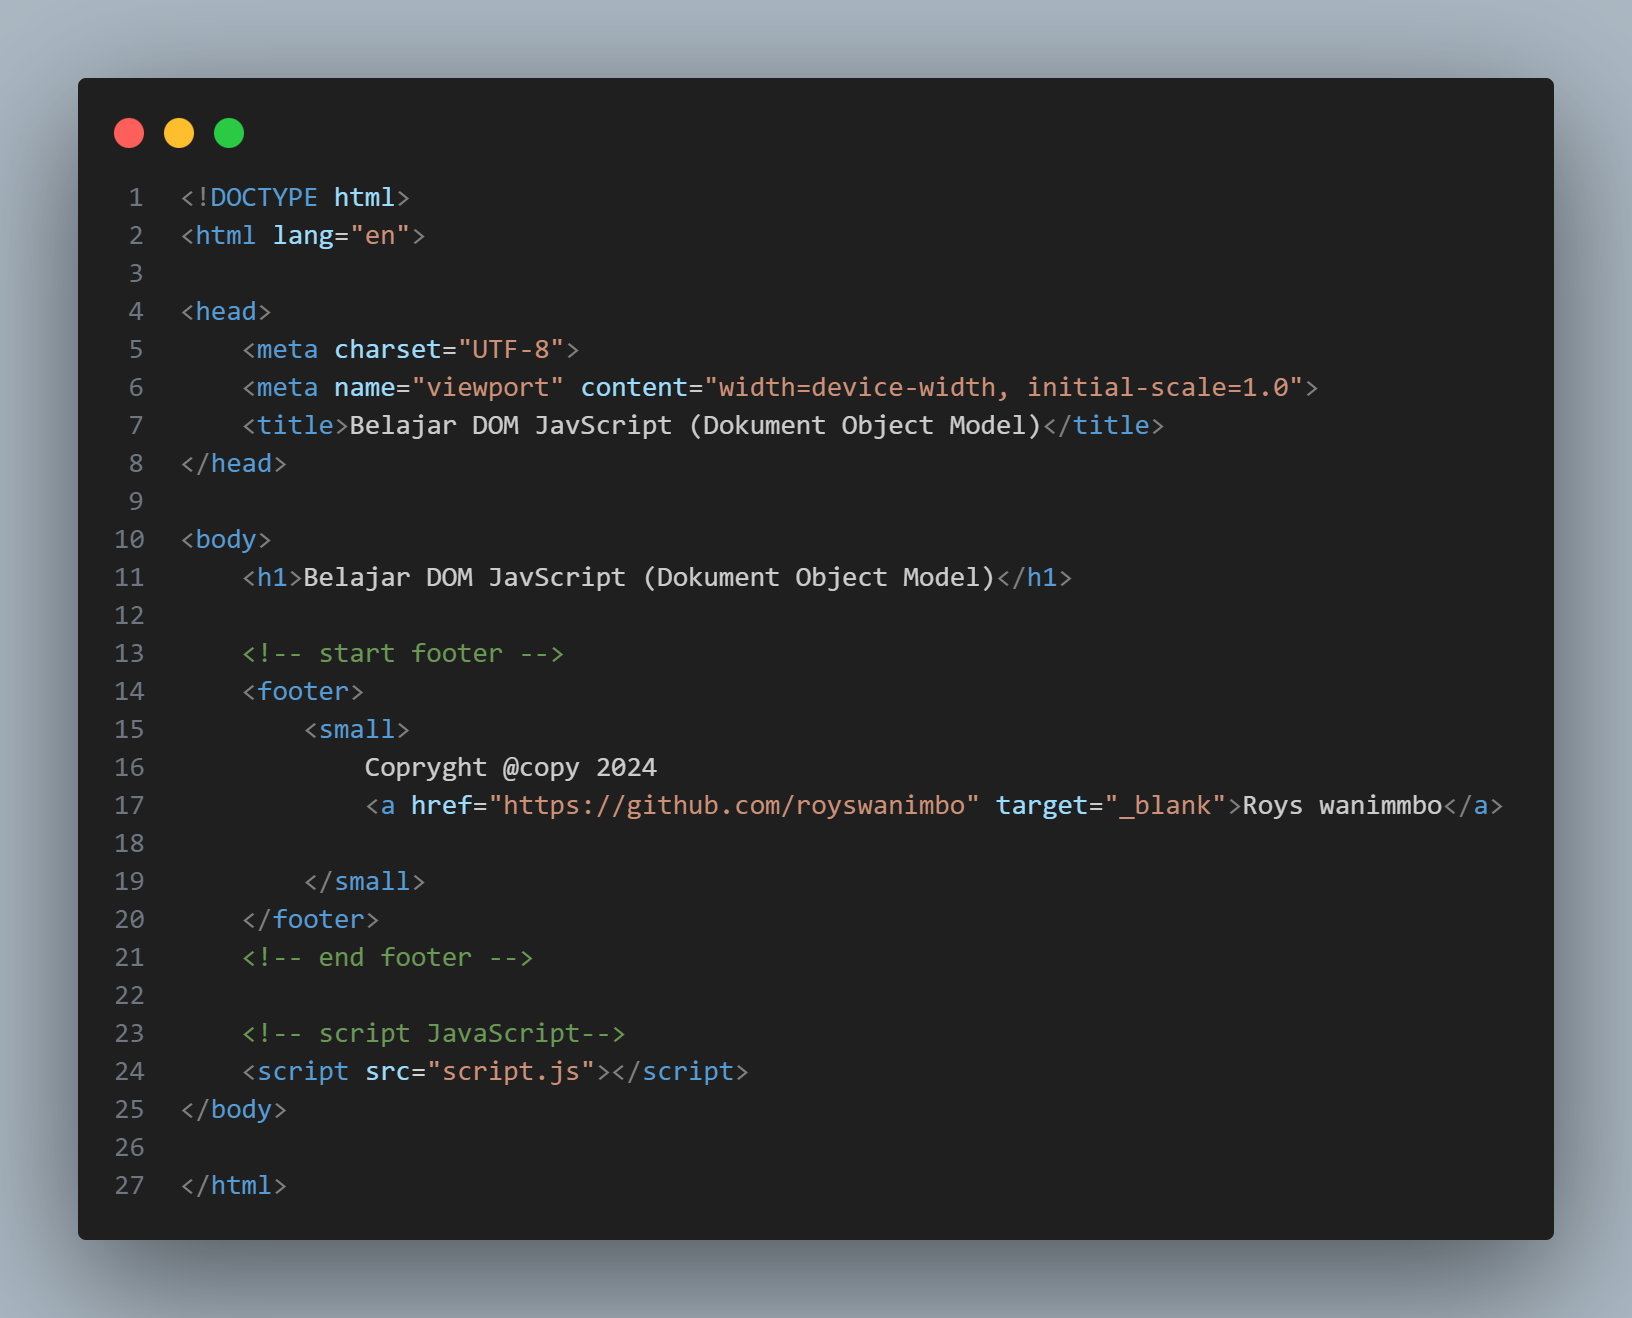 1 <!DOCTYPE html>
2 <html lang="en">
3
4 <head>
5     <meta charset="UTF-8">
6     <meta name="viewport" content="width=device-width, initial-scale=1.0">
7     <title>Belajar DOM JavScript (Dokument Object Model)</title>
8 </head>
9
10 <body>
11     <h1>Belajar DOM JavScript (Dokument Object Model)</h1>
12
13     <!-- start footer -->
14     <footer>
15         <small>
16             Copryght @copy 2024
17             <a href="https://github.com/royswanimbo" target="_blank">Roys wanimmbo</a>
18
19         </small>
20     </footer>
21     <!-- end footer -->
22
23     <!-- script JavaScript-->
24     <script src="script.js"></script>
25 </body>
26
27 </html>